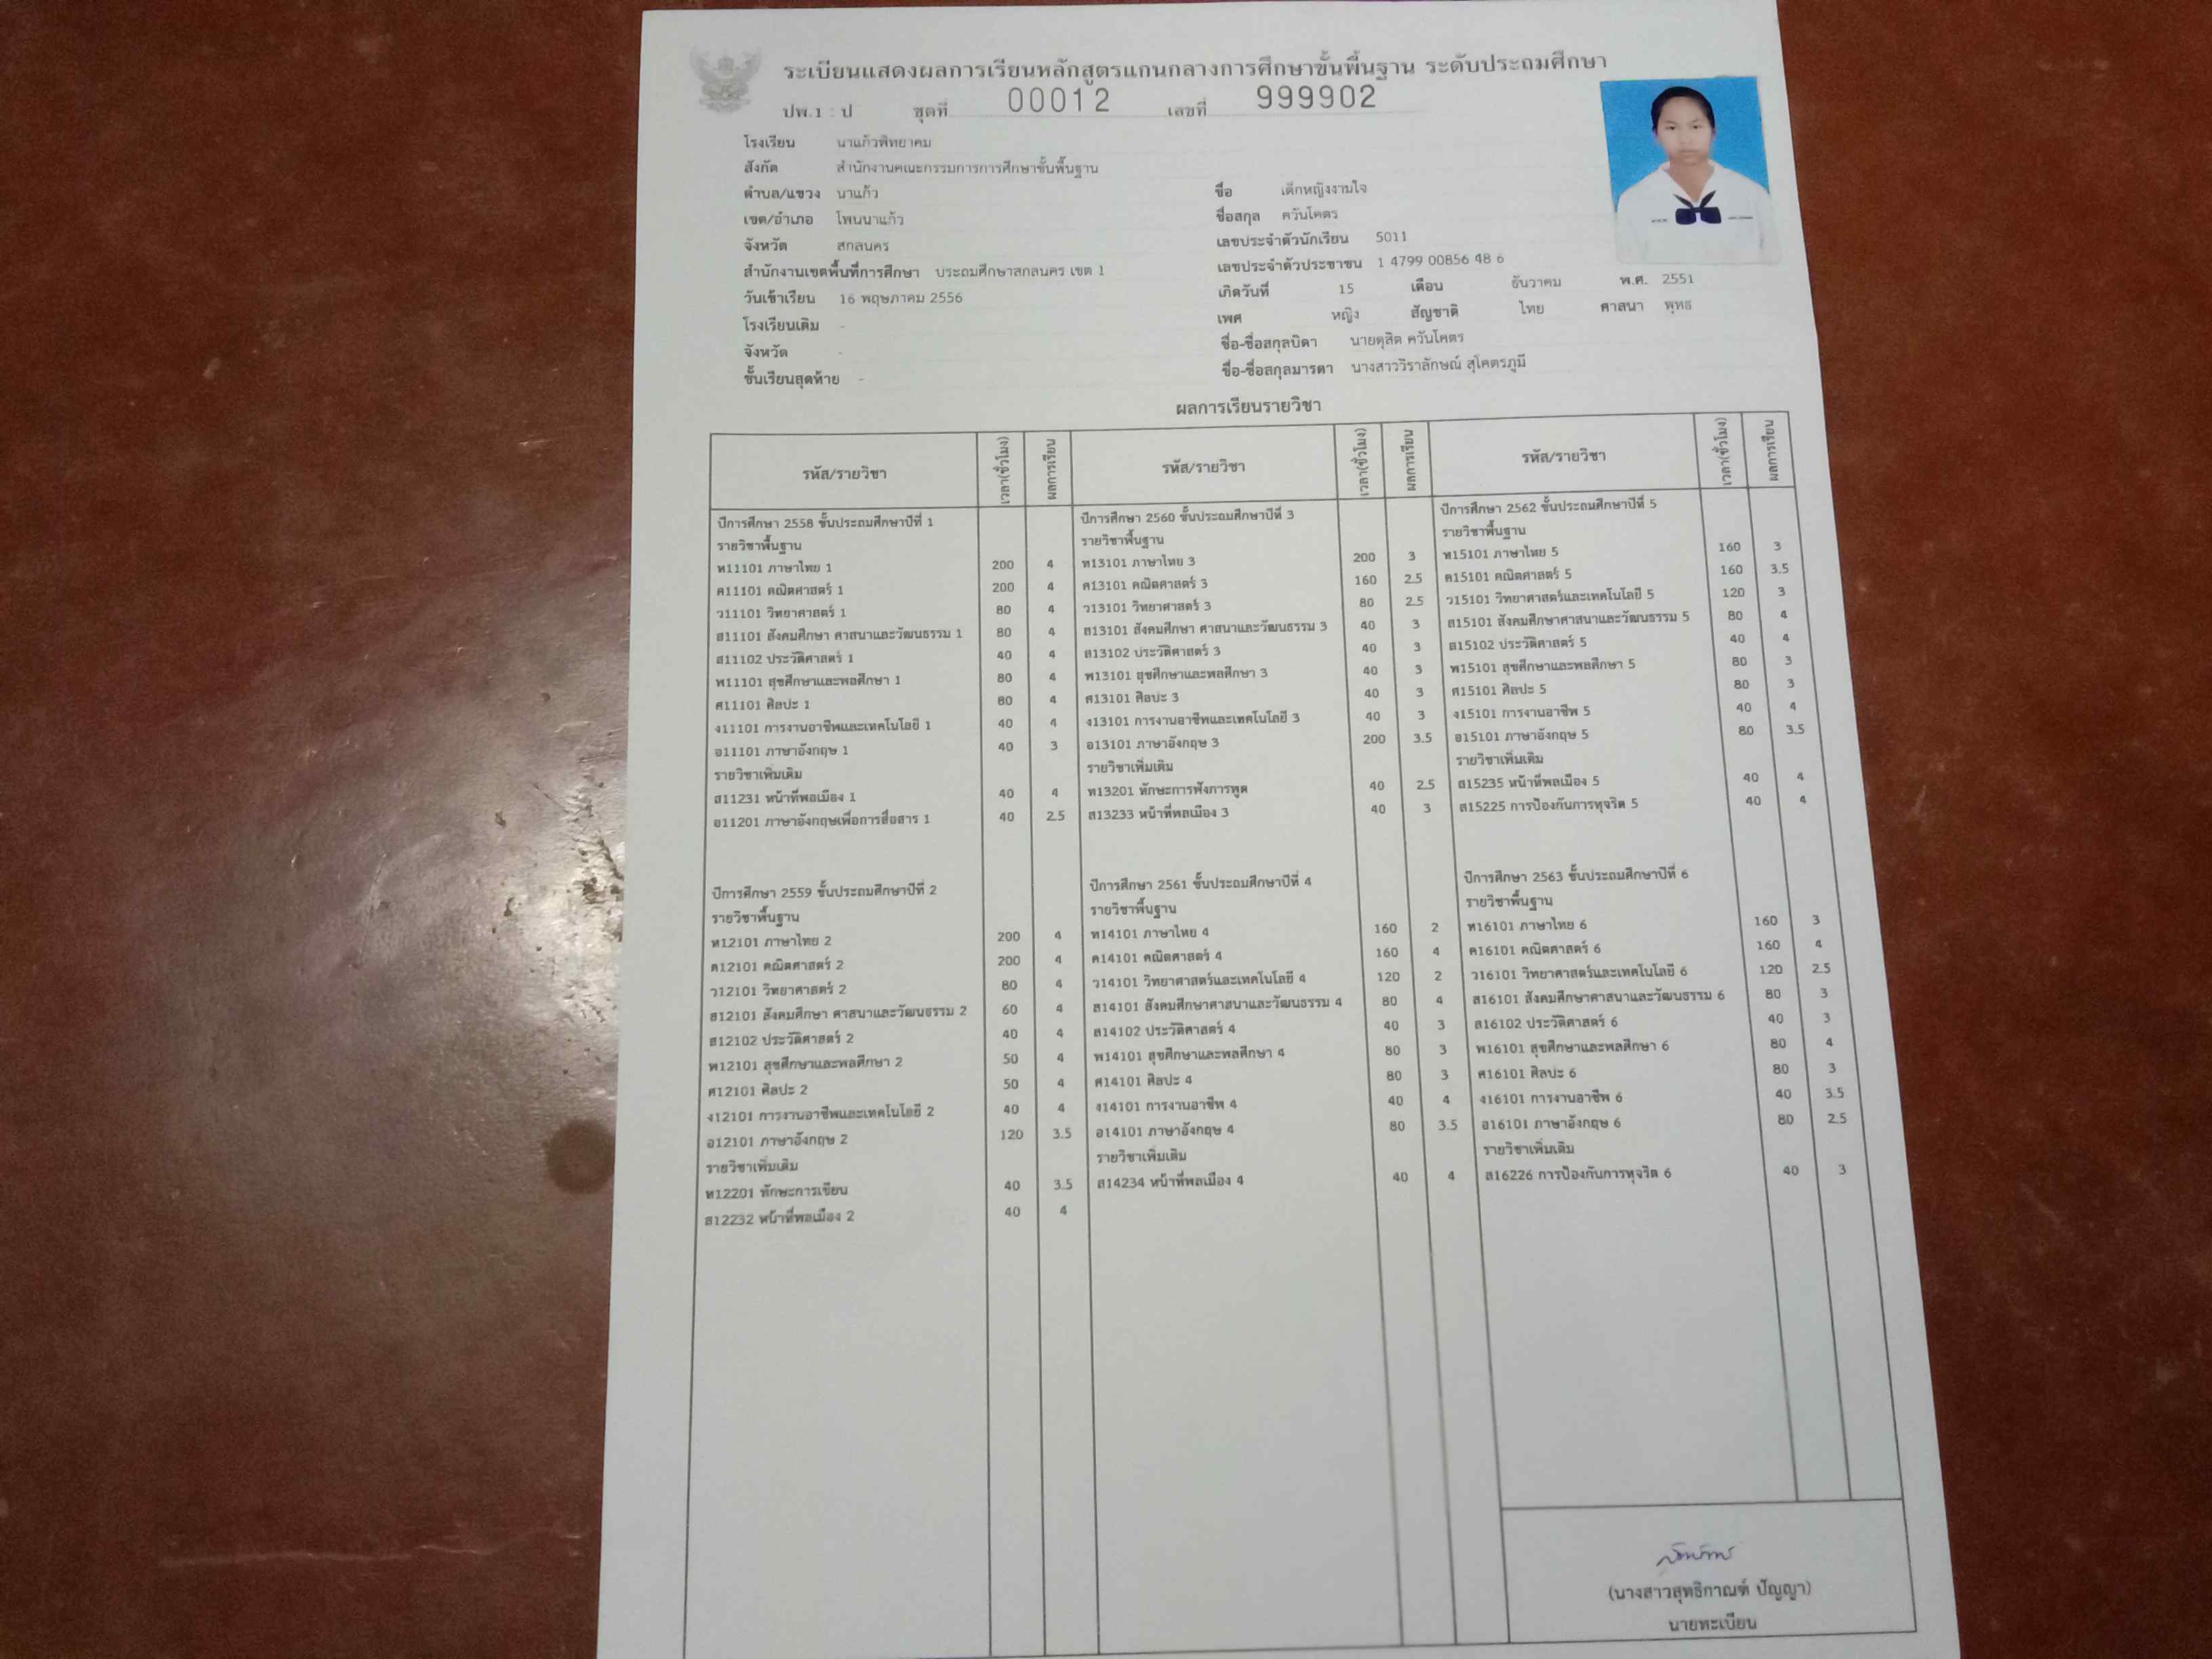 ระเบียนแสดงผลการเรียนหลักสูตรแกนกลางการศึกษาขั้นพื้นฐาน ระดับประถมศึกษา
ปพ.1 : ป ชุดที่ 00012 เลขที่ 999902
โรงเรียน นาแก้วพิทยาคม
สังกัด สำนักงานคณะกรรมการการศึกษาขั้นพื้นฐาน
ตำบล/แขวง นาแก้ว
เขต/อำเภอ โพนนาแก้ว
จังหวัด สกลนคร
สำนักงานเขตพื้นที่การศึกษา ประถมศึกษาสกลนคร เขต 1
วันเข้าเรียน 16 พฤษภาคม 2556
โรงเรียนเดิม -
จังหวัด -
ชั้นเรียนสุดท้าย -
ชื่อ เด็กหญิงงามใจ
ชื่อสกุล ควันโคตร
เลขประจำตัวนักเรียน 5011
เลขประจำตัวประชาชน 1 4799 00856 48 6
เกิดวันที่ 15 เดือน ธันวาคม พ.ศ. 2551
เพศ หญิง สัญชาติ ไทย ศาสนา พุทธ
ชื่อ-ชื่อสกุลบิดา นายดุสิต ควันโคตร
ชื่อ-ชื่อสกุลมารดา นางสาววิราลักษณ์ สุโคตรภูมี
ผลการเรียนรายวิชา
รหัส/รายวิชา เวลา(ชั่วโมง) ผลการเรียน รหัส/รายวิชา เวลา(ชั่วโมง) ผลการเรียน รหัส/รายวิชา เวลา(ชั่วโมง) ผลการเรียน
ปีการศึกษา 2558 ชั้นประถมศึกษาปีที่ 1
รายวิชาพื้นฐาน
ท11101 ภาษาไทย 1 200 4
ค11101 คณิตศาสตร์ 1 200 4
ว11101 วิทยาศาสตร์ 1 80 4
ส11101 สังคมศึกษา ศาสนาและวัฒนธรรม 1 80 4
ส11102 ประวัติศาสตร์ 1 40 4
พ11101 สุขศึกษาและพลศึกษา 1 80 4
ศ11101 ศิลปะ 1 80 4
ง11101 การงานอาชีพและเทคโนโลยี 1 40 4
อ11101 ภาษาอังกฤษ 1 40 3
รายวิชาเพิ่มเติม
ส11231 หน้าที่พลเมือง 1 40 4
อ11201 ภาษาอังกฤษเพื่อการสื่อสาร 1 40 2.5
ปีการศึกษา 2559 ชั้นประถมศึกษาปีที่ 2
รายวิชาพื้นฐาน
ท12101 ภาษาไทย 2 200 4
ค12101 คณิตศาสตร์ 2 200 4
ว12101 วิทยาศาสตร์ 2 80 4
ส12101 สังคมศึกษา ศาสนาและวัฒนธรรม 2 60 4
ส12102 ประวัติศาสตร์ 2 40 4
พ12101 สุขศึกษาและพลศึกษา 2 50 4
ศ12101 ศิลปะ 2 50 4
ง12101 การงานอาชีพและเทคโนโลยี 2 40 4
อ12101 ภาษาอังกฤษ 2 120 3.5
รายวิชาเพิ่มเติม
ท12201 ทักษะการเขียน 40 3.5
ส12232 หน้าที่พลเมือง 2 40 4
ปีการศึกษา 2560 ชั้นประถมศึกษาปีที่ 3
รายวิชาพื้นฐาน
ท13101 ภาษาไทย 3 200 3
ค13101 คณิตศาสตร์ 3 160 2.5
ว13101 วิทยาศาสตร์ 3 80 2.5
ส13101 สังคมศึกษา ศาสนาและวัฒนธรรม 3 40 3
ส13102 ประวัติศาสตร์ 3 40 3
พ13101 สุขศึกษาและพลศึกษา 3 40 3
ศ13101 ศิลปะ 3 40 3
ง13101 การงานอาชีพและเทคโนโลยี 3 40 3
อ13101 ภาษาอังกฤษ 3 200 3.5
รายวิชาเพิ่มเติม
ท13201 ทักษะการฟังการพูด 40 2.5
ส13233 หน้าที่พลเมือง 3 40 3
ปีการศึกษา 2561 ชั้นประถมศึกษาปีที่ 4
รายวิชาพื้นฐาน
ท14101 ภาษาไทย 4 160 2
ค14101 คณิตศาสตร์ 4 160 4
ว14101 วิทยาศาสตร์และเทคโนโลยี 4 120 2
ส14101 สังคมศึกษาศาสนาและวัฒนธรรม 4 80 4
ส14102 ประวัติศาสตร์ 4 40 3
พ14101 สุขศึกษาและพลศึกษา 4 80 3
ศ14101 ศิลปะ 4 80 3
ง14101 การงานอาชีพ 4 40 4
อ14101 ภาษาอังกฤษ 4 80 3.5
รายวิชาเพิ่มเติม
ส14234 หน้าที่พลเมือง 4 40 4
ปีการศึกษา 2562 ชั้นประถมศึกษาปีที่ 5
รายวิชาพื้นฐาน
ท15101 ภาษาไทย 5 160 3
ค15101 คณิตศาสตร์ 5 160 3.5
ว15101 วิทยาศาสตร์และเทคโนโลยี 5 120 3
ส15101 สังคมศึกษาศาสนาและวัฒนธรรม 5 80 4
ส15102 ประวัติศาสตร์ 5 40 4
พ15101 สุขศึกษาและพลศึกษา 5 80 3
ศ15101 ศิลปะ 5 80 3
ง15101 การงานอาชีพ 5 40 4
อ15101 ภาษาอังกฤษ 5 80 3.5
รายวิชาเพิ่มเติม
ส15235 หน้าที่พลเมือง 5 40 4
ส15225 การป้องกันการทุจริต 5 40 4
ปีการศึกษา 2563 ชั้นประถมศึกษาปีที่ 6
รายวิชาพื้นฐาน
ท16101 ภาษาไทย 6 160 3
ค16101 คณิตศาสตร์ 6 160 4
ว16101 วิทยาศาสตร์และเทคโนโลยี 6 120 2.5
ส16101 สังคมศึกษาศาสนาและวัฒนธรรม 6 80 3
ส16102 ประวัติศาสตร์ 6 40 3
พ16101 สุขศึกษาและพลศึกษา 6 80 4
ศ16101 ศิลปะ 6 80 3
ง16101 การงานอาชีพ 6 40 3.5
อ16101 ภาษาอังกฤษ 6 80 2.5
รายวิชาเพิ่มเติม
ส16226 การป้องกันการทุจริต 6 40 3
(นางสาวสุทธิกาณฑ์ ปัญญา)
นายทะเบียน